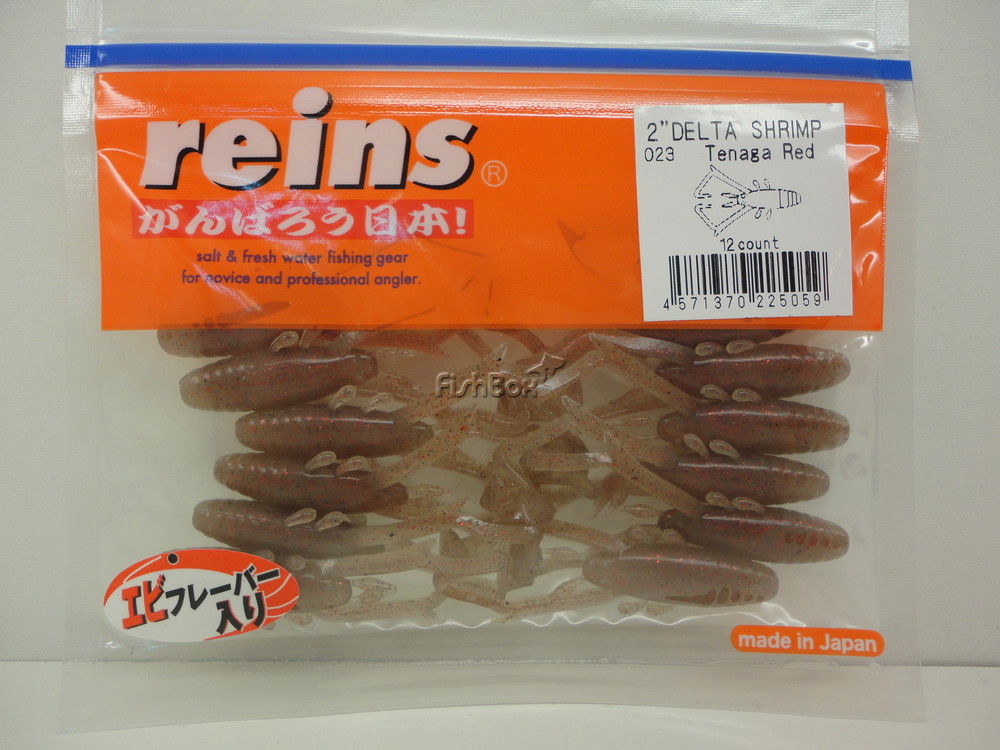 reins®
がんばろう日本!
salt & fresh water fishing gear
for novice and professional angler.
2"DELTA SHRIMP
023 Tenaga Red
12 count
4 571370 225059
FishBox
エビフレーバー
入り
made in Japan